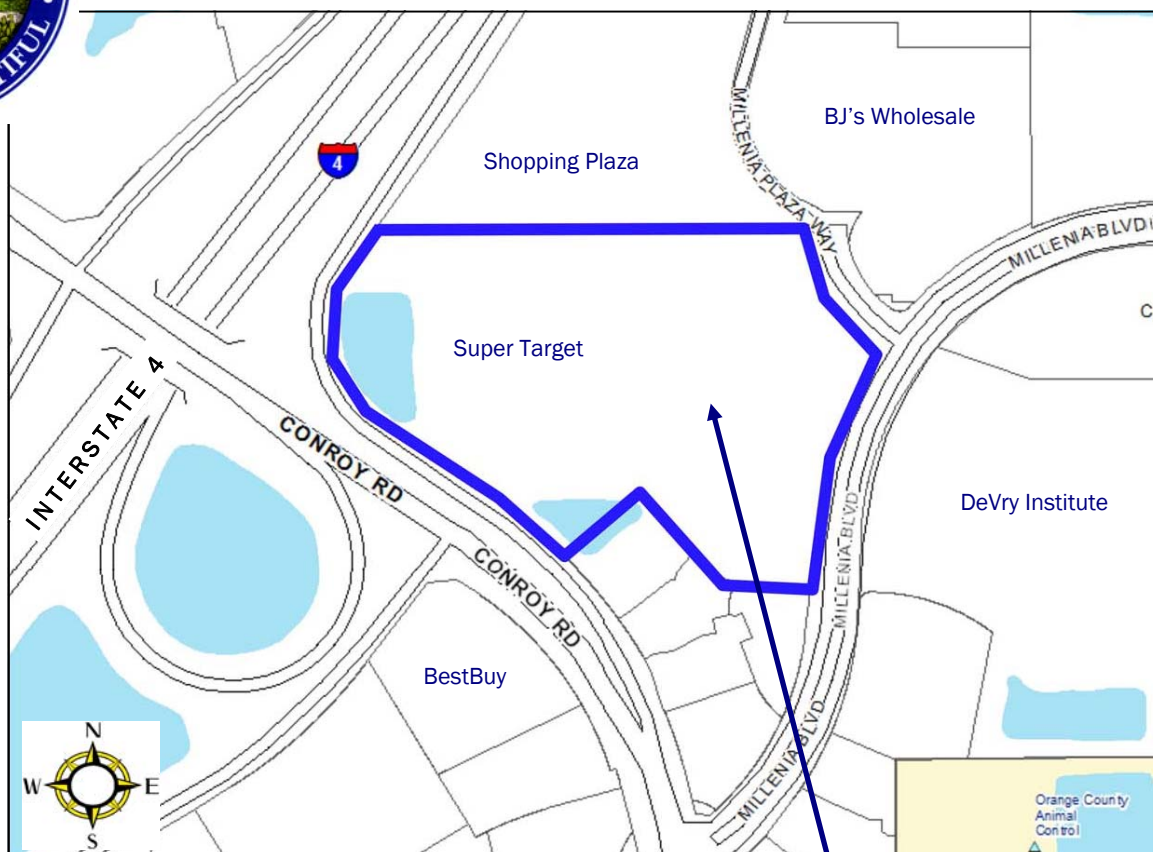 TIFUL
4
Shopping Plaza
BJ's Wholesale
MILLENIA PLAZA WAY
MILLENIA BLVD
Super Target
INTERSTATE 4
CONROY RD
DeVry Institute
MILLENIA BLVD
CONROY RD
BestBuy
MILLENIA BLVD
N
W E
S
Orange County
Animal
Control
C